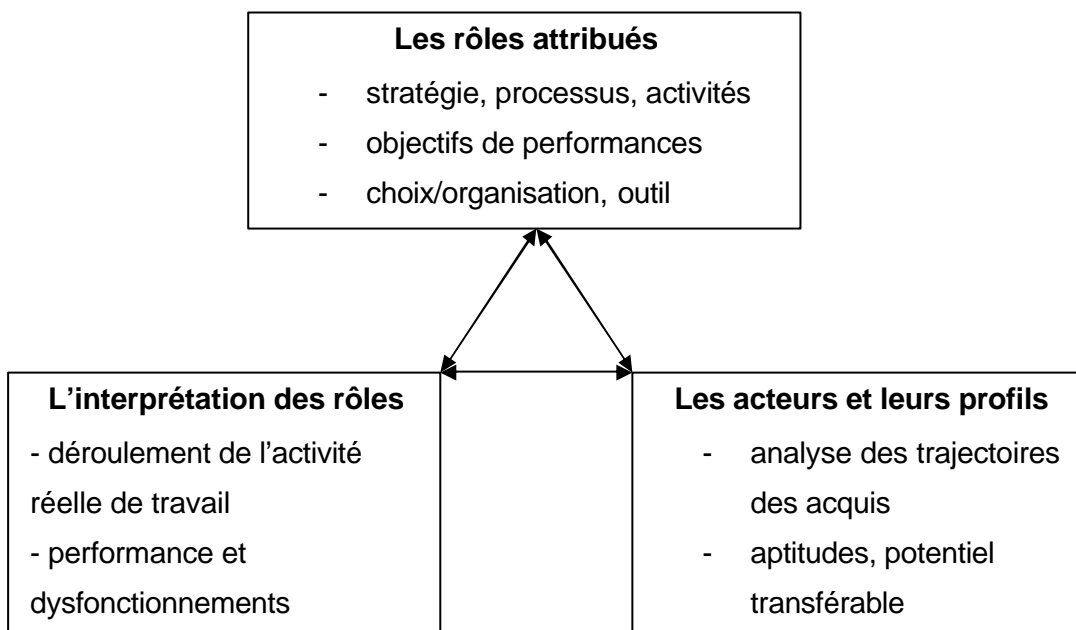 Les rôles attribués
- stratégie, processus, activités
- objectifs de performances
- choix/organisation, outil
L’interprétation des rôles
- déroulement de l’activité
réelle de travail
- performance et
dysfonctionnements
Les acteurs et leurs profils
- analyse des trajectoires
des acquis
- aptitudes, potentiel
transférable